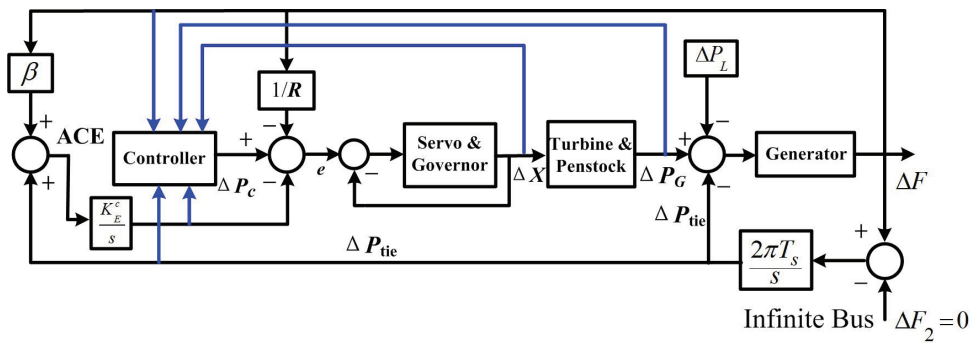 β
ΔP_L
1/R
+
ACE
+
Controller
+
−
−
ΔP_C
e
−
Servo &
Governor
ΔX
Turbine &
Penstock
ΔP_G
+
−
−
Generator
ΔF
K_E^c
s
ΔP_tie
ΔP_tie
2πT_s
s
+
−
Infinite Bus
ΔF_2=0